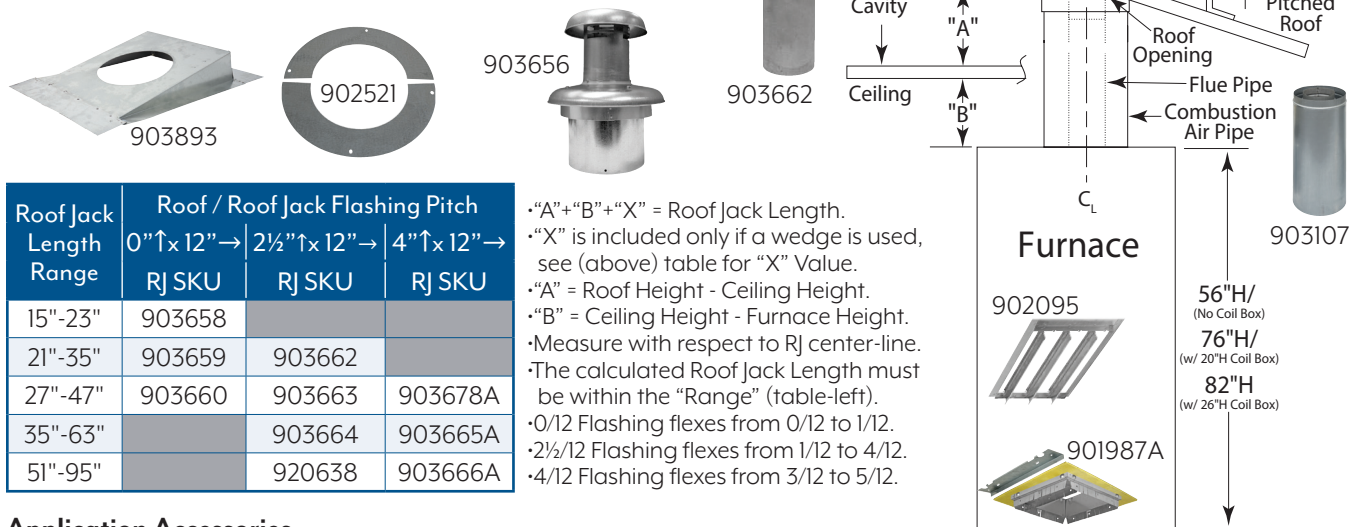 Cavity
"A"
Pitched
Roof
Roof
Opening
903656
902521
903662
Ceiling
"B"
Flue Pipe
Combustion
Air Pipe
903893
C L
903107
Furnace
Roof Jack
Length
Range
Roof / Roof Jack Flashing Pitch
0”↑x 12”→ 2½”↑x 12”→ 4”↑x 12”→
RJ SKU RJ SKU RJ SKU
15"-23" 903658
21"-35" 903659 903662
27"-47" 903660 903663 903678A
35"-63" 903664 903665A
51"-95" 920638 903666A
•“A”+“B”+“X” = Roof Jack Length.
•“X” is included only if a wedge is used,
see (above) table for “X” Value.
•“A” = Roof Height - Ceiling Height.
•“B” = Ceiling Height - Furnace Height.
•Measure with respect to RJ center-line.
•The calculated Roof Jack Length must
be within the “Range” (table-left).
•0/12 Flashing flexes from 0/12 to 1/12.
•2½/12 Flashing flexes from 1/12 to 4/12.
•4/12 Flashing flexes from 3/12 to 5/12.
902095
56"H/
(No Coil Box)
76"H/
(w/ 20"H Coil Box)
82"H
(w/ 26"H Coil Box)
901987A
Application Accessories